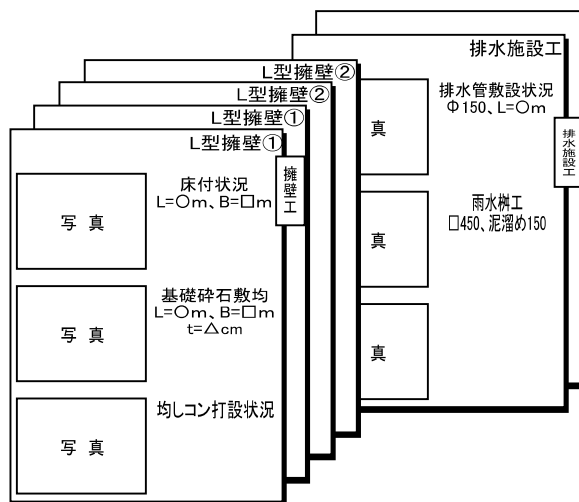 L型擁壁②
L型擁壁②
L型擁壁①
L型擁壁①
擁壁工
床付状況
L=〇m、B=□m
写真
基礎砕石敷均
L=〇m、B=□m
t=△cm
写真
均しコン打設状況
写真
排水施設工
排水施設工
排水管敷設状況
Φ150、L=〇m
真
雨水桝工
□450、泥溜め150
真
真